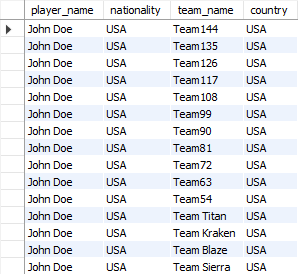 player_name nationality team_name country
John Doe USA Team144 USA
John Doe USA Team135 USA
John Doe USA Team126 USA
John Doe USA Team117 USA
John Doe USA Team108 USA
John Doe USA Team99 USA
John Doe USA Team90 USA
John Doe USA Team81 USA
John Doe USA Team72 USA
John Doe USA Team63 USA
John Doe USA Team54 USA
John Doe USA Team Titan USA
John Doe USA Team Kraken USA
John Doe USA Team Blaze USA
John Doe USA Team Sierra USA